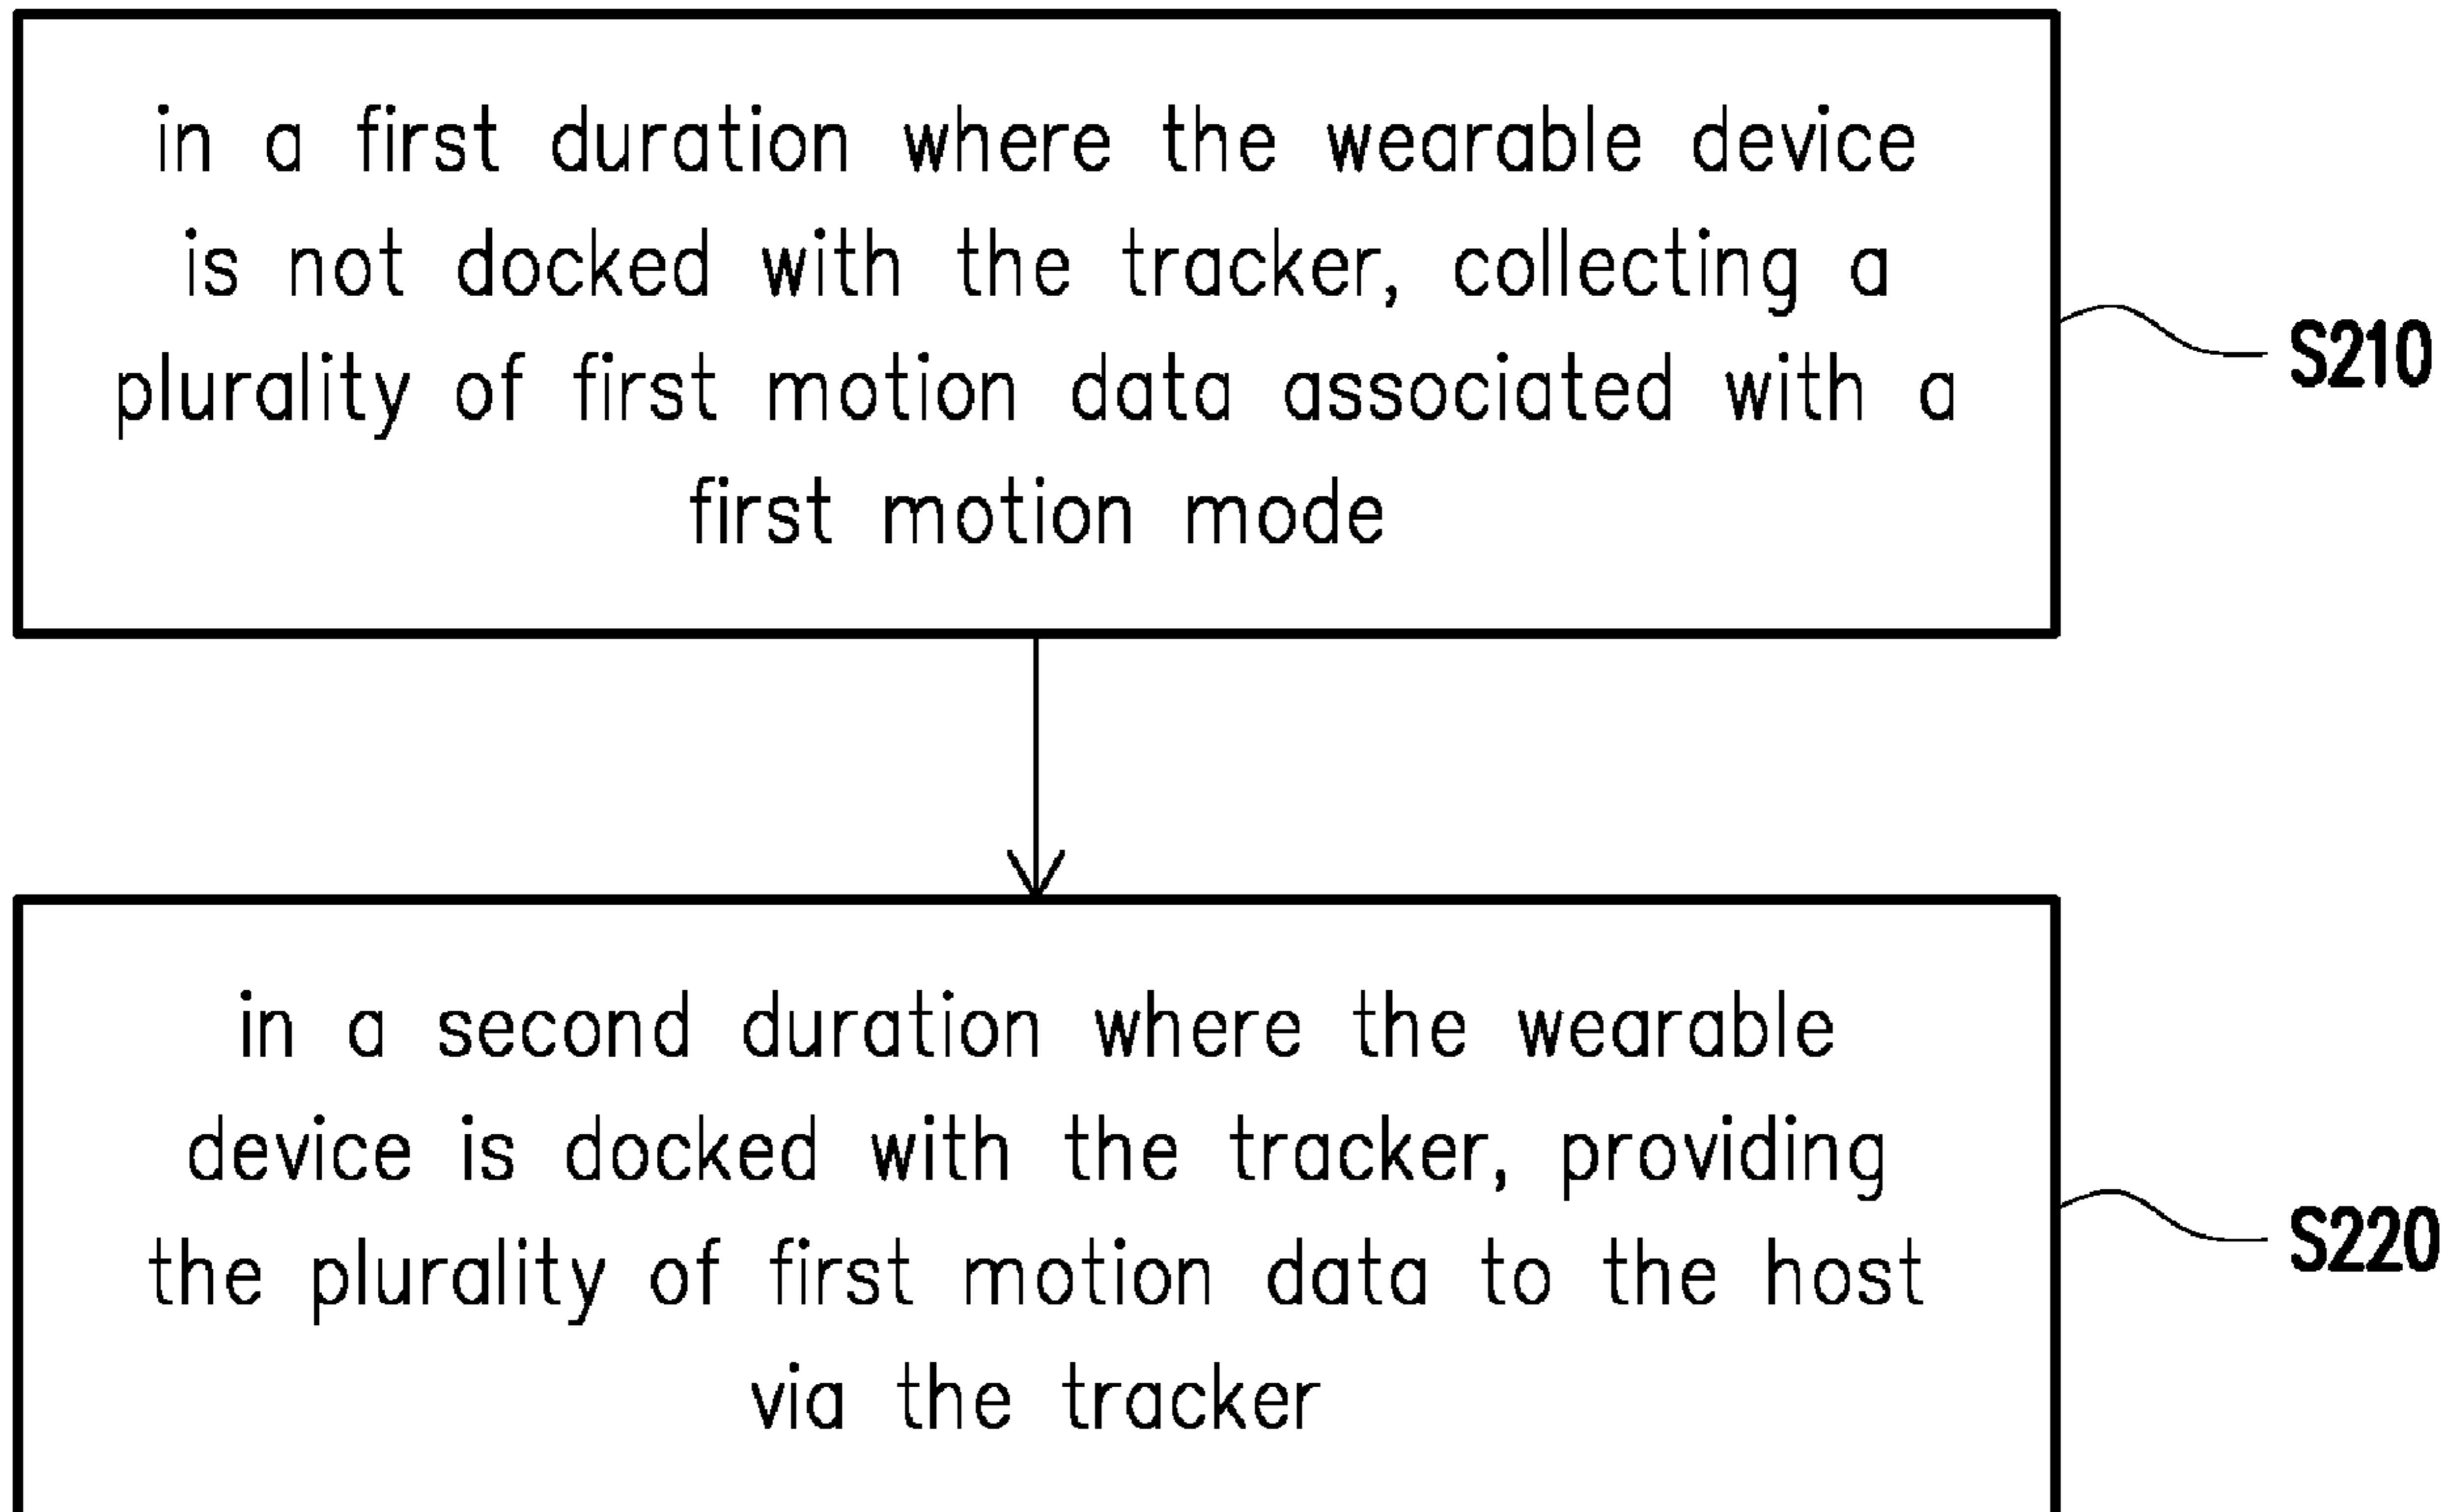 in a first duration where the wearable device
is not docked with the tracker, collecting a
plurality of first motion data associated with a
first motion mode
S210
in a second duration where the wearable
device is docked with the tracker, providing
the plurality of first motion data to the host
via the tracker
S220